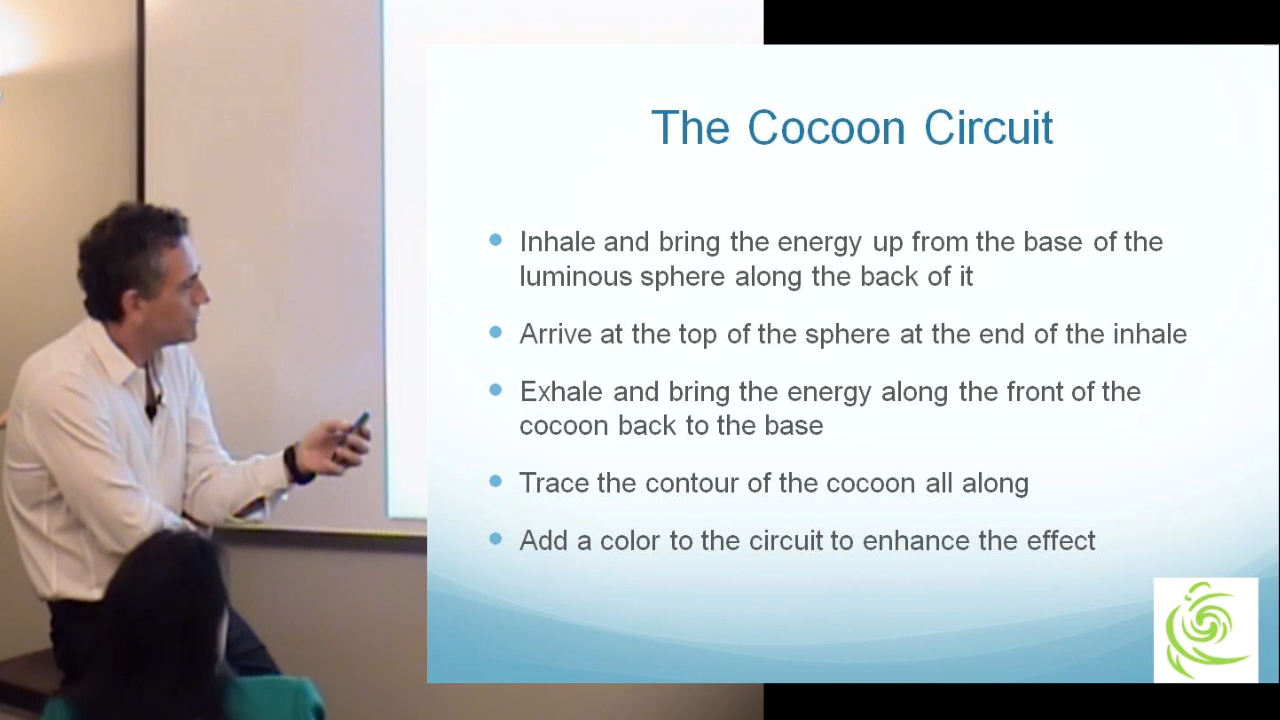 The Cocoon Circuit
Inhale and bring the energy up from the base of the
luminous sphere along the back of it
Arrive at the top of the sphere at the end of the inhale
Exhale and bring the energy along the front of the
cocoon back to the base
Trace the contour of the cocoon all along
Add a color to the circuit to enhance the effect